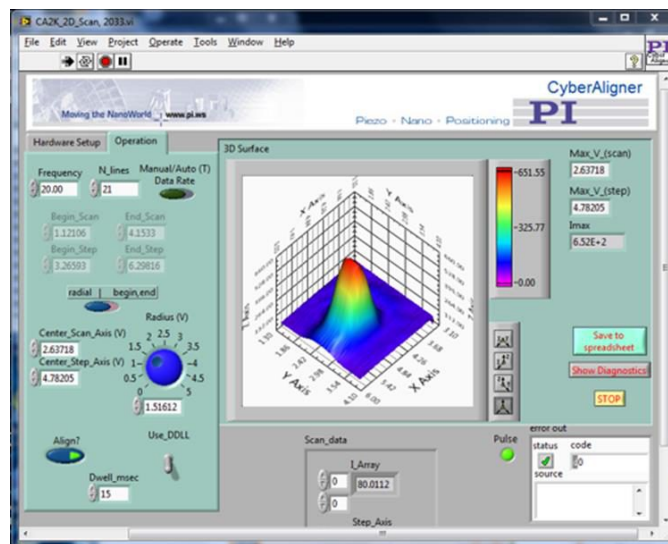 CA2K_2D_Scan, 2033.vi
File Edit View Project Operate Tools Window Help
PI
CyberAligner
Moving the NanoWorld www.pi.ws
Piezo - Nano - Positioning
PI
Hardware Setup Operation
Frequency N_lines Manual/Auto (T)
Data Rate
20.00 21
Begin_Scan End_Scan
1.12106 4.1533
Begin_Step End_Step
3.26593 6.29816
radial | begin,end
Radius (V)
Center_Scan_Axis (V)
2.63718
Center_Step_Axis (V)
4.78205
0 0.5 1 1.5 2 2.5 3 3.5 4 4.5 5
1.51612
Align?
Use_DDLL
Dwell_msec
15
3D Surface
X Axis Y Axis
Z Axis
Y Axis X Axis
-651.55
-325.77
-0.00
Max_V_(scan)
2.63718
Max_V_(step)
4.78205
Imax
6.52E+2
Save to
spreadsheet
Show Diagnostics
STOP
Scan_data
I_Array
0 80.0112
0
Step_Axis
Pulse
error out
status code
0
source